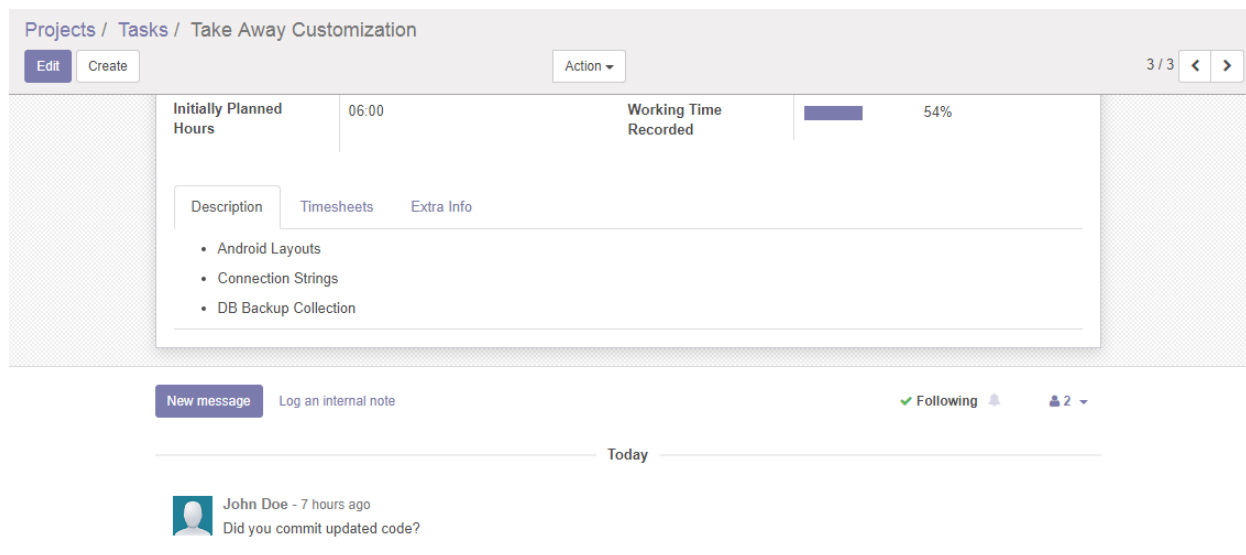 Projects / Tasks / Take Away Customization
Edit Create Action 3 / 3
Initially Planned Hours 06:00 Working Time Recorded 54%
Description Timesheets Extra Info
• Android Layouts
• Connection Strings
• DB Backup Collection
New message Log an internal note Following 2
Today
John Doe - 7 hours ago
Did you commit updated code?